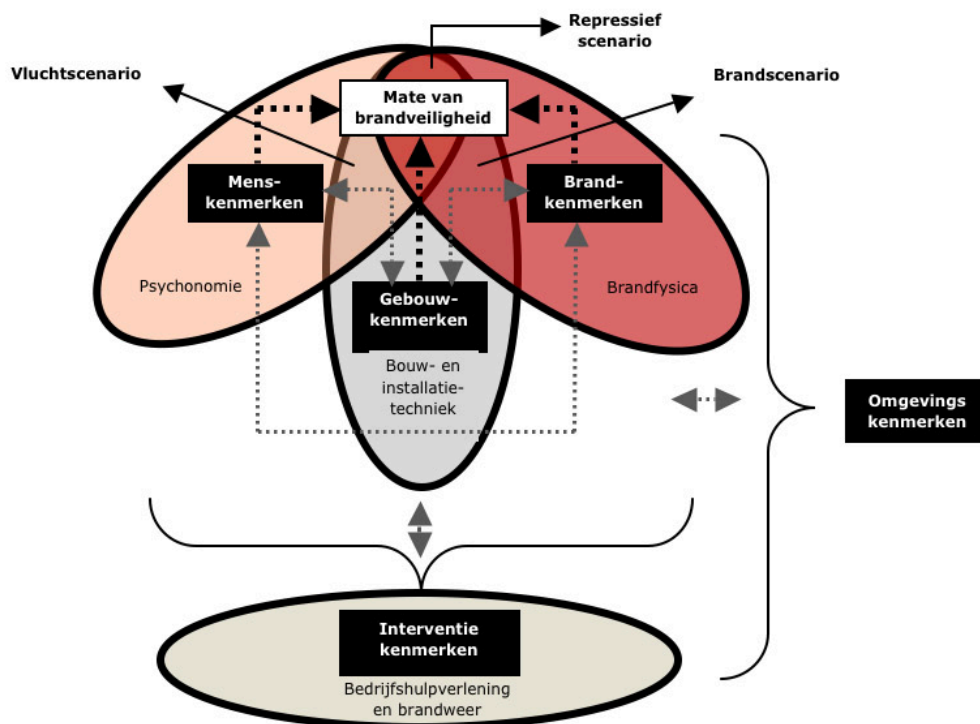 Repressief
scenario
Vluchtscenario
Brandscenario
Mate van
brandveiligheid
Mens-
kenmerken
Brand-
kenmerken
Psychonomie
Brandfysica
Gebouw-
kenmerken
Bouw- en
installatie-
techniek
Omgevings
kenmerken
Interventie
kenmerken
Bedrijfshulpverlening
en brandweer